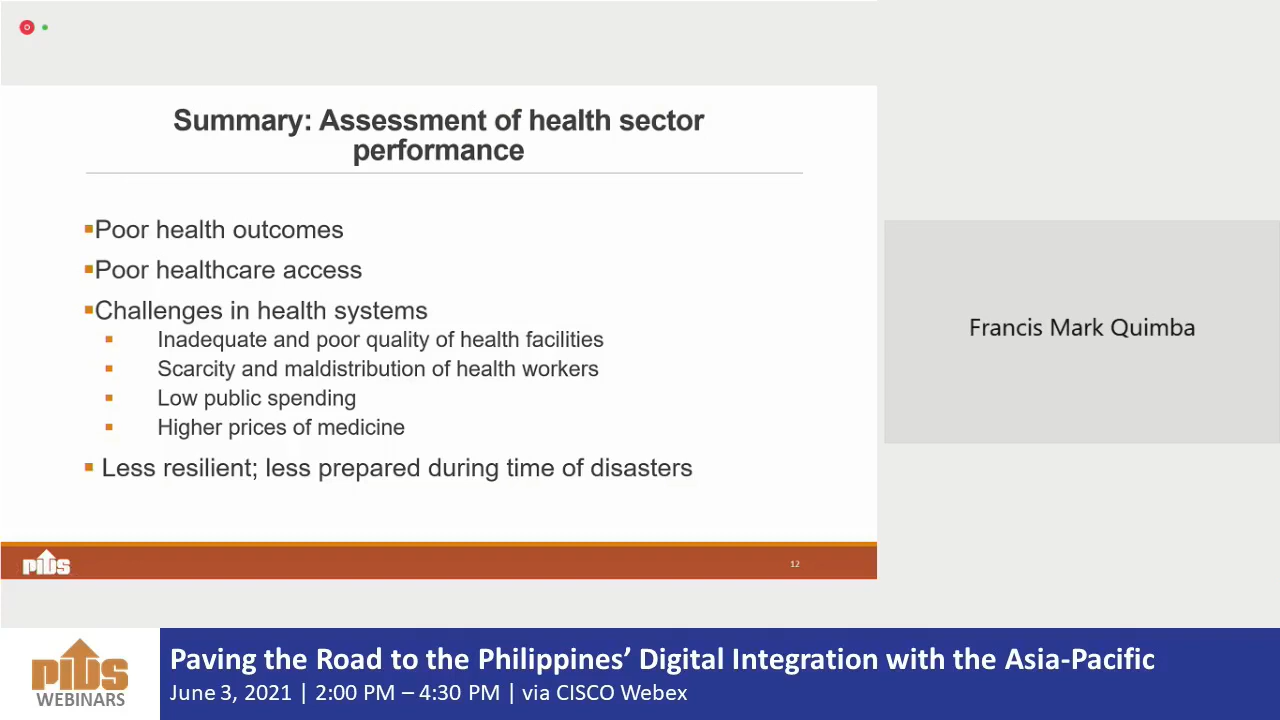 Summary: Assessment of health sector
performance
Poor health outcomes
Poor healthcare access
Challenges in health systems
Inadequate and poor quality of health facilities
Scarcity and maldistribution of health workers
Low public spending
Higher prices of medicine
Less resilient; less prepared during time of disasters
PIDS
12
Francis Mark Quimba
PIDS
WEBINARS
Paving the Road to the Philippines’ Digital Integration with the Asia-Pacific
June 3, 2021 | 2:00 PM – 4:30 PM | via CISCO Webex